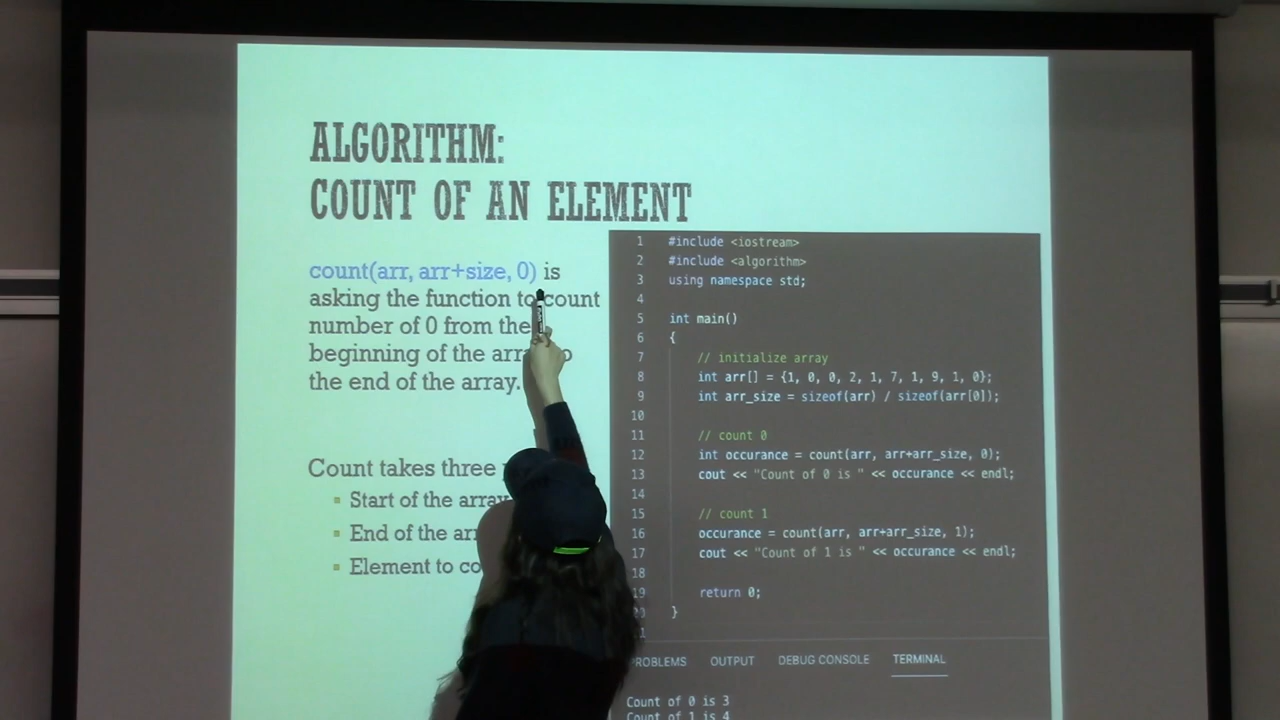 ALGORITHM:
COUNT OF AN ELEMENT
count(arr, arr+size, 0) is
asking the function to count
number of 0 from the
beginning of the
the end of the array.
Count takes three
Start of the array
End of the
Element to
1 #include <iostream>
2 #include <algorithm>
3 using namespace std;
4
5 int main()
6 {
7 // initialize array
8 int arr[] = {1, 0, 0, 2, 1, 7, 1, 9, 1, 0};
9 int arr_size = sizeof(arr) / sizeof(arr[0]);
10
11 // count 0
12 int occurance = count(arr, arr+arr_size, 0);
13 cout << "Count of 0 is " << occurance << endl;
14
15 // count 1
16 occurance = count(arr, arr+arr_size, 1);
17 cout << "Count of 1 is " << occurance << endl;
18
19 return 0;
}
PROBLEMS OUTPUT DEBUG CONSOLE TERMINAL
Count of 0 is 3
Count of 1 is 4